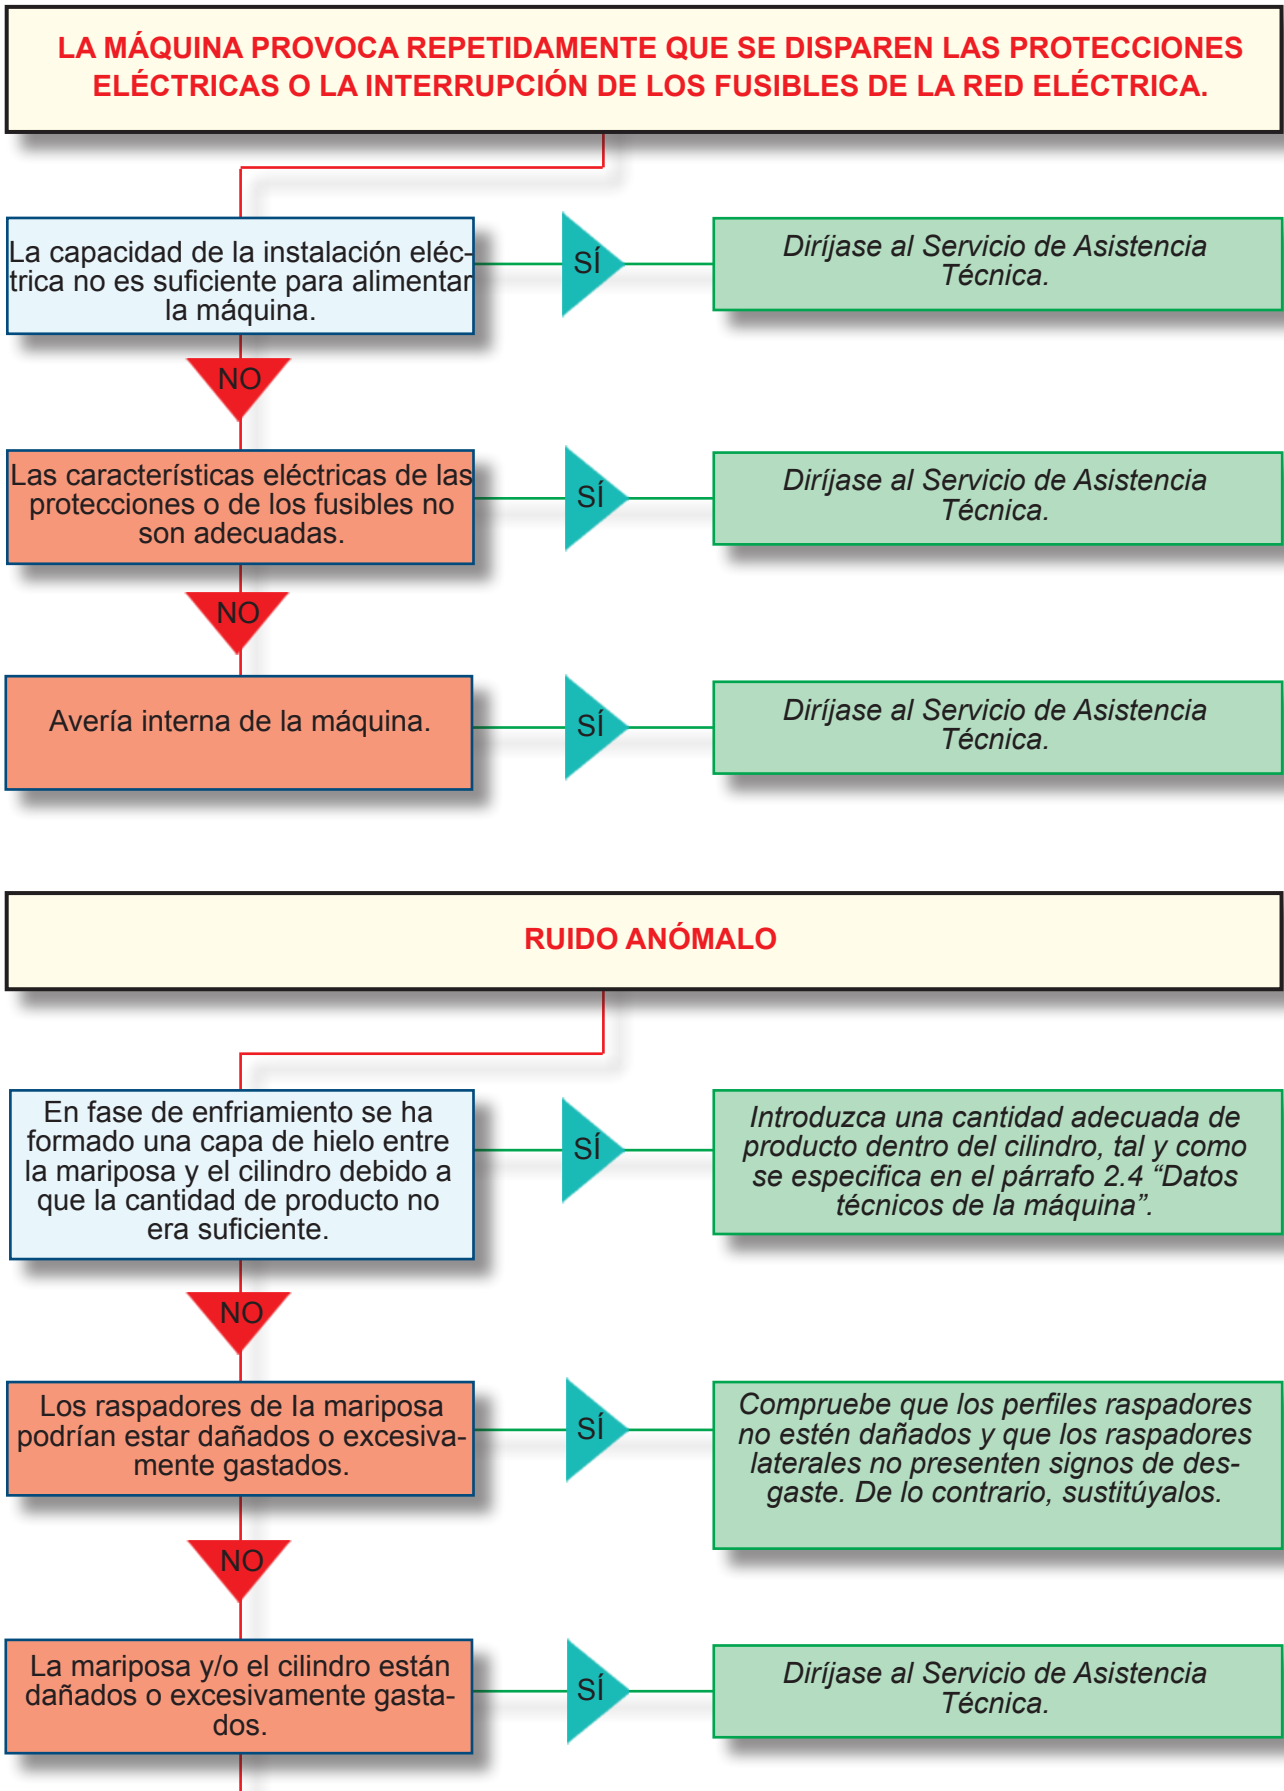 LA MÁQUINA PROVOCA REPETIDAMENTE QUE SE DISPAREN LAS PROTECCIONES
ELÉCTRICAS O LA INTERRUPCIÓN DE LOS FUSIBLES DE LA RED ELÉCTRICA.
La capacidad de la instalación eléc-
trica no es suficiente para alimentar
la máquina.
SÍ
Diríjase al Servicio de Asistencia
Técnica.
NO
Las características eléctricas de las
protecciones o de los fusibles no
son adecuadas.
SÍ
Diríjase al Servicio de Asistencia
Técnica.
NO
Avería interna de la máquina.
SÍ
Diríjase al Servicio de Asistencia
Técnica.
RUIDO ANÓMALO
En fase de enfriamiento se ha
formado una capa de hielo entre
la mariposa y el cilindro debido a
que la cantidad de producto no
era suficiente.
SÍ
Introduzca una cantidad adecuada de
producto dentro del cilindro, tal y como
se especifica en el párrafo 2.4 “Datos
técnicos de la máquina”.
NO
Los raspadores de la mariposa
podrían estar dañados o excesiva-
mente gastados.
SÍ
Compruebe que los perfiles raspadores
no estén dañados y que los raspadores
laterales no presenten signos de des-
gaste. De lo contrario, sustitúyalos.
NO
La mariposa y/o el cilindro están
dañados o excesivamente gasta-
dos.
SÍ
Diríjase al Servicio de Asistencia
Técnica.